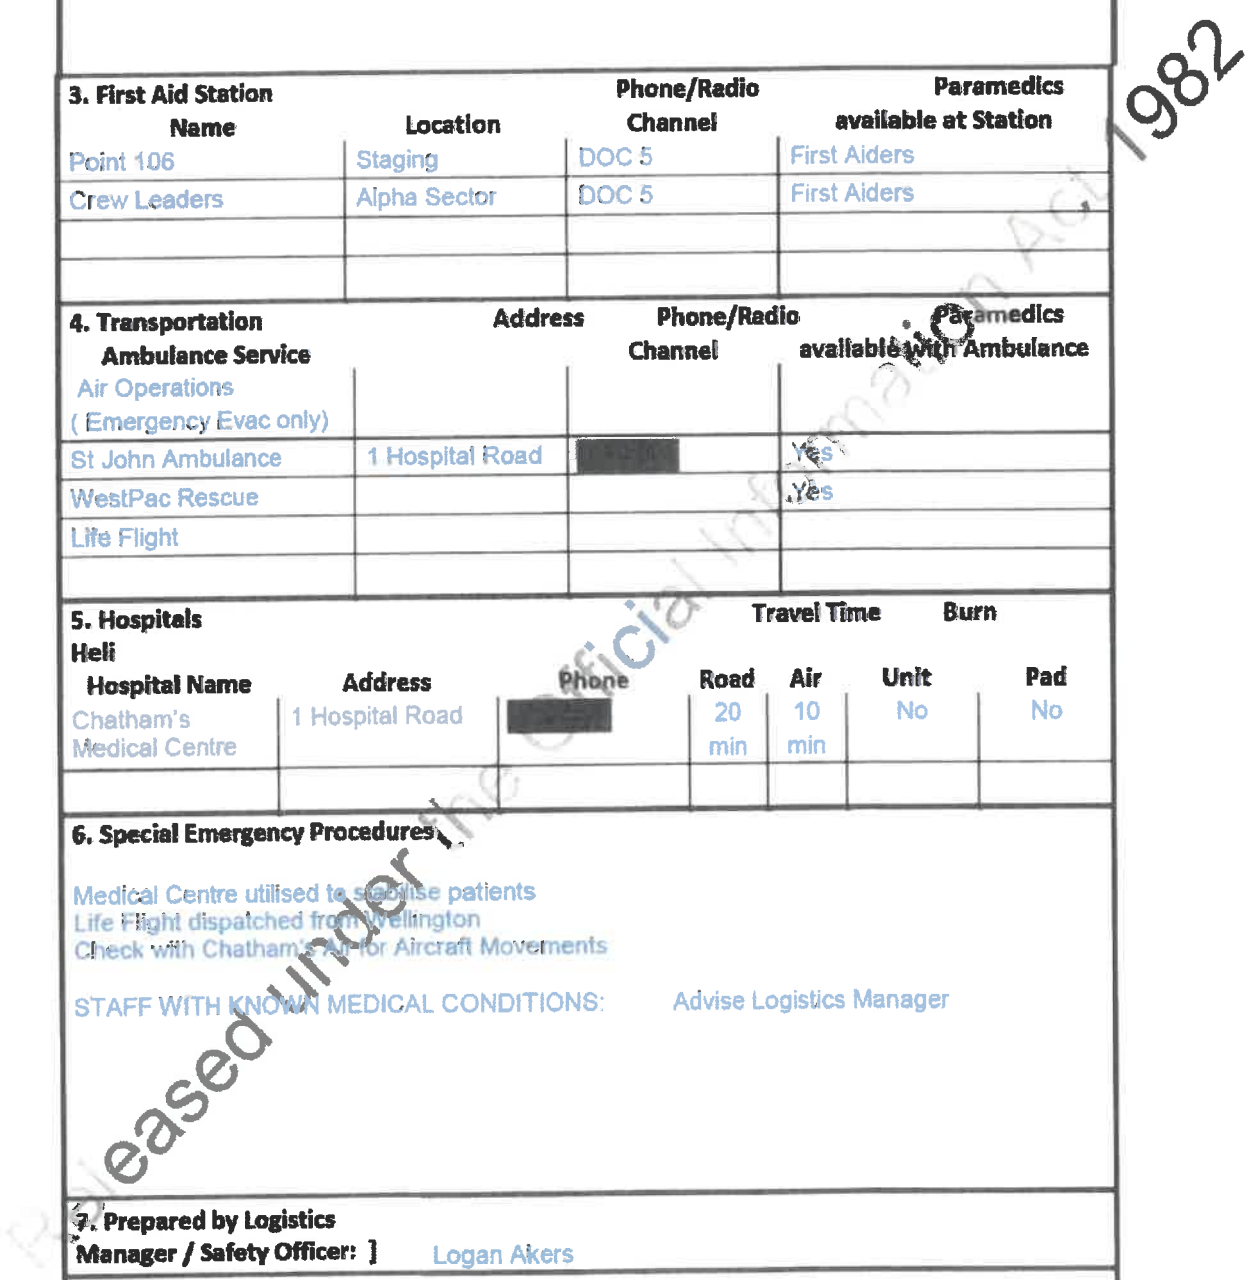 3. First Aid Station Phone/Radio Paramedics
Name Location Channel available at Station
Point 106 Staging DOC 5 First Aiders
Crew Leaders Alpha Sector DOC 5 First Aiders
4. Transportation Address Phone/Radio Paramedics
Ambulance Service Channel available with Ambulance
Air Operations
( Emergency Evac only)
St John Ambulance 1 Hospital Road Yes
WestPac Rescue Yes
Life Flight
5. Hospitals Travel Time Burn
Heli
Hospital Name Address Phone Road Air Unit Pad
Chatham's 1 Hospital Road 20 10 No No
Medical Centre min min
6. Special Emergency Procedures
Medical Centre utilised to stabilise patients
Life Flight dispatched from Wellington
Check with Chatham's Air for Aircraft Movements
STAFF WITH KNOWN MEDICAL CONDITIONS: Advise Logistics Manager
7. Prepared by Logistics
Manager / Safety Officer: ] Logan Akers
Released under the Official Information Act 1982